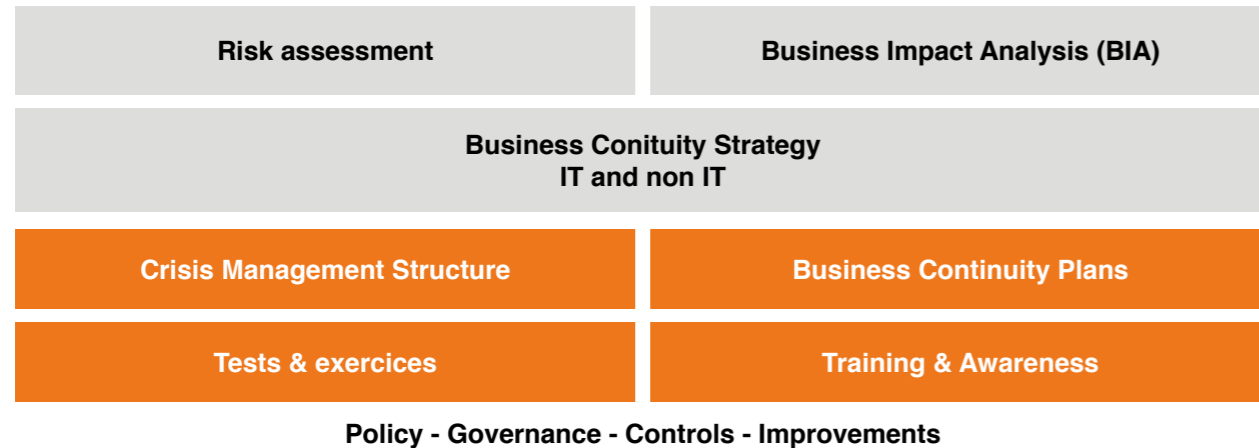 Risk assessment
Business Impact Analysis (BIA)
Business Conituity Strategy
IT and non IT
Crisis Management Structure
Business Continuity Plans
Tests & exercices
Training & Awareness
Policy - Governance - Controls - Improvements